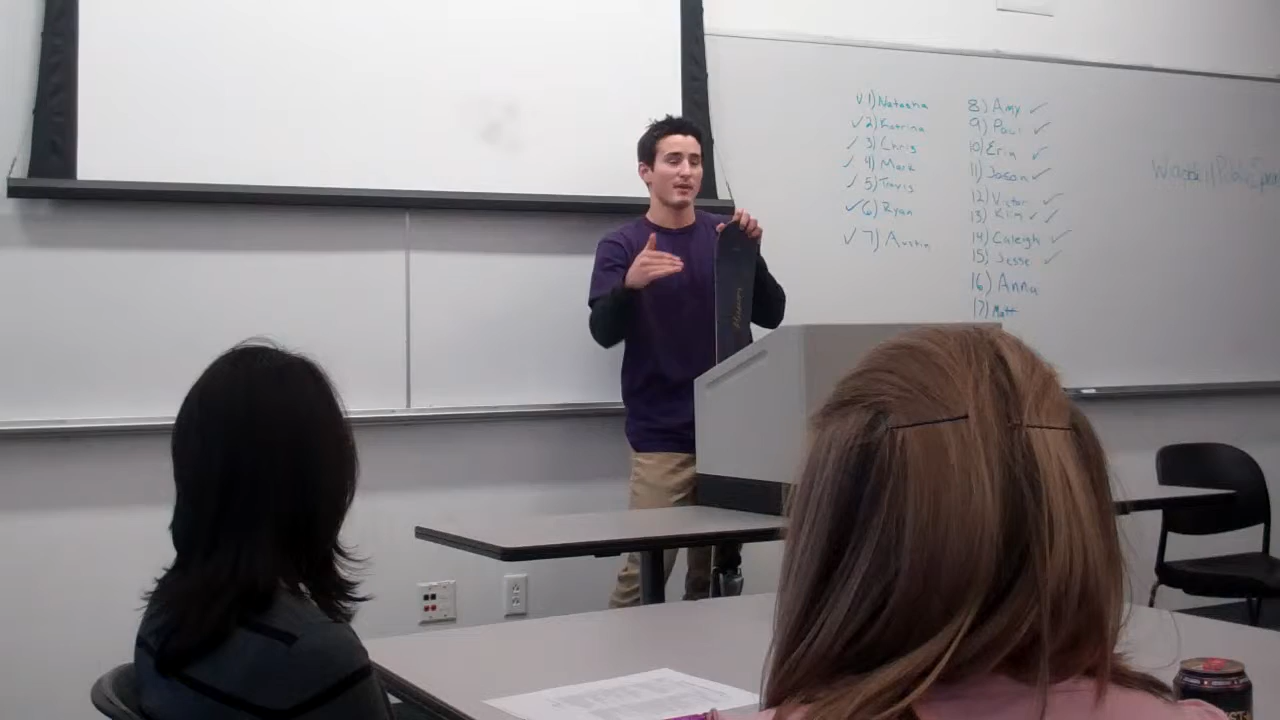 ✓ 1) Natasha
✓ 2) Katrina
✓ 3) Chris
✓ 4) Mark
✓ 5) Travis
✓ 6) Ryan
✓ 7) Austin
8) Amy ✓
9) Paul ✓
10) Erin ✓
11) Jason ✓
12) Victor ✓
13) Kim ✓ ✓
14) Caleigh ✓
15) Jesse ✓
16) Anna
17) Matt